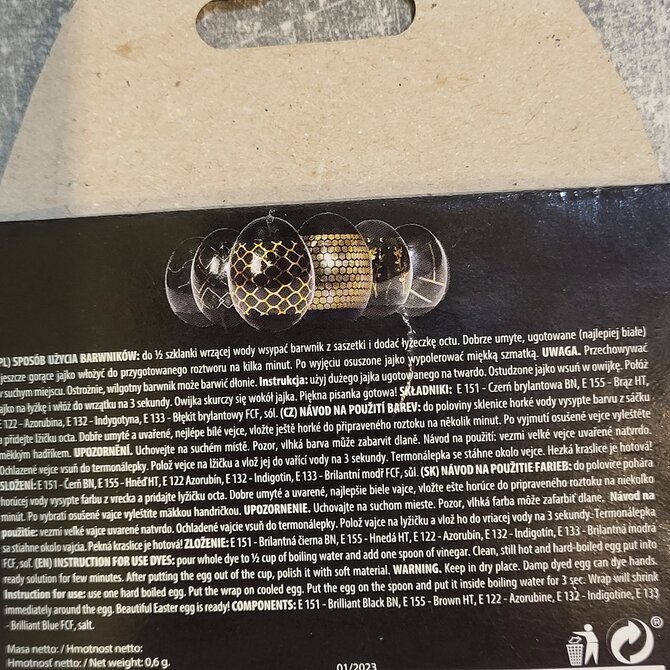 PL) SPOSÓB UŻYCIA BARWNIKÓW: do ½ szklanki wrzącej wody wsypać barwnik z saszetki i dodać łyżeczkę octu. Dobrze umyte, ugotowane (najlepiej białe)
jeszcze gorące jajko włożyć do przygotowanego roztworu na kilka minut. Po wyjęciu osuszone jajko wypolerować miękką szmatką. UWAGA. Przechowywać
w suchym miejscu. Ostrożnie, wilgotny barwnik może barwić dłonie. Instrukcja: użyj dużego jajka ugotowanego na twardo. Ostudzone jajko wsuń w owijkę. Połóż
jajko na łyżkę i włóż do wrzątku na 3 sekundy. Owijka skurczy się wokół jajka. Piękna pisanka gotowa! SKŁADNIKI: E 151 - Czerń brylantowa BN, E 155 - Brąz HT,
E 122 - Azorubina, E 132 - Indygotyna, E 133 - Błękit brylantowy FCF, sól. (CZ) NÁVOD NA POUŽITÍ BAREV: do poloviny sklenice horké vody vysypte barvu z sáčku
a přidejte lžičku octa. Dobré umuté a uvařené, nejlépe bílé vejce, vložte ještě horké do připraveného roztoku na několik minut. Po vyjmutí osušené vejce vyleštěte
měkkým hadříkem. UPOZORNĚNÍ. Uchovejte na suchém místě. Pozor, vlhká barva může zabarvit dlaně. Návod na použití: vezmi velké vejce uvařené natvrdo.
Ochlazené vejce vsuň do termonálepky. Polož vejce na lžičku a vlož jej do vařící vody na 3 sekundy. Termonálepka se stáhne okolo vejce. Hezká kraslice je hotová!
SLOŽENÍ: E 151 - Čerň BN, E 155 - Hněď HT, E 122 Azorubín, E 132 - Indigotin, E 133 - Brilantní modř FCF, sůl. (SK) NÁVOD NA POUŽITIE FARIEB: do polovice pohára
horúcej vody vysypte farbu z vrecka a pridajte lyžičku octa. Dobre umuté a uvarené, najlepšie biele vajce, vložte ešte horúce do pripraveného roztoku na niekoľko
minút. Po vybratí osušené vajce vyleštite mäkkou handričkou. UPOZORNENIE. Uchovajte na suchom mieste. Pozor, vlhká farba môže zafarbiť dlane. Návod na
použitie: vezmi veľké vajce uvarené natvrdo. Ochladené vajcie vsuň do termonálepky. Polož vajce na lyžičku a vlož ho do vriacej vody na 3 sekundy. Termonálepka
sa stiahne okolo vajcia. Pekná kraslice je hotová! ZLOŽENIE: E 151 - Brilantná čierna BN, E 155 - Hnedá HT, E 122 - Azorubín, E 132 - Indigotín, E 133 - Brilantná modrá
FCF, soľ. (EN) INSTRUCTION FOR USE DYES: pour whole dye to ½ cup of boiling water and add one spoon of vinegar. Clean, still hot and hard-boiled egg put into
ready solution for few minutes. After putting the egg out of the cup, polish it with soft material. WARNING. Keep in dry place. Damp dyed egg can dye hands.
Instruction for use: use one hard boiled egg. Put the wrap on cooled egg. Put the egg on the spoon and put it inside boiling water for 3 sec. Wrap will shrink
immediately around the egg. Beautiful Easter egg is ready! COMPONENTS: E 151 - Brilliant Black BN, E 155 - Brown HT, E 122 - Azorubine, E 132 - Indigotine, E 133
- Brilliant Blue FCF, salt.
Masa netto: / Hmotnost netto:
Hmotnosť netto: / Net weight: 0,6 g.
01/2023
®